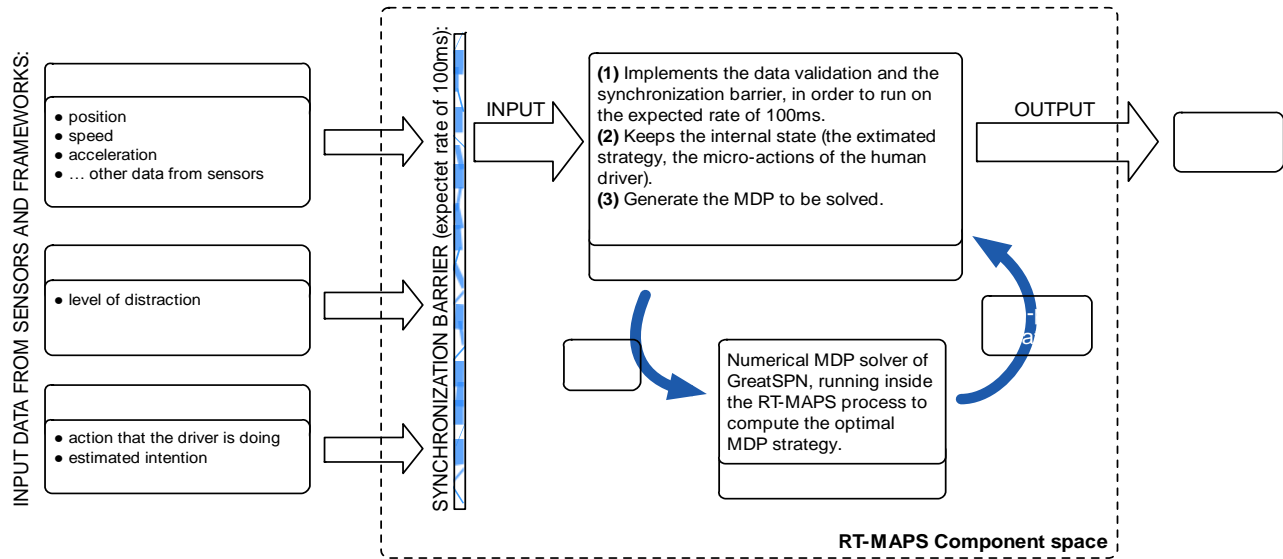 INPUT DATA FROM SENSORS AND FRAMEWORKS:
● position
● speed
● acceleration
● … other data from sensors
● level of distraction
● action that the driver is doing
● estimated intention
SYNCHRONIZATION BARRIER (expectet rate of 100ms):
INPUT
(1) Implements the data validation and the
synchronization barrier, in order to run on
the expected rate of 100ms.
(2) Keeps the internal state (the extimated
strategy, the micro-actions of the human
driver).
(3) Generate the MDP to be solved.
OUTPUT
Numerical MDP solver of
GreatSPN, running inside
the RT-MAPS process to
compute the optimal
MDP strategy.
RT-MAPS Component space